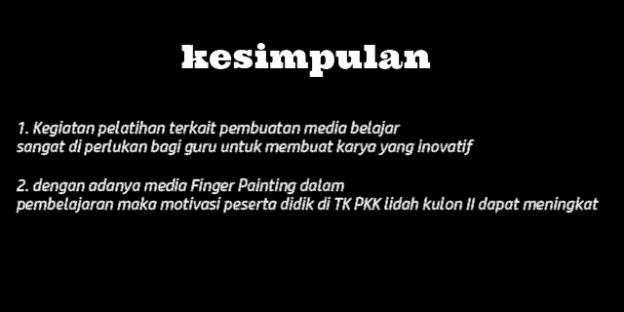 kesimpulan
1. Kegiatan pelatihan terkait pembuatan media belajar
sangat di perlukan bagi guru untuk membuat karya yang inovatif
2. dengan adanya media Finger Painting dalam
pembelajaran maka motivasi peserta didik di TK PKK lidah kulon II dapat meningkat